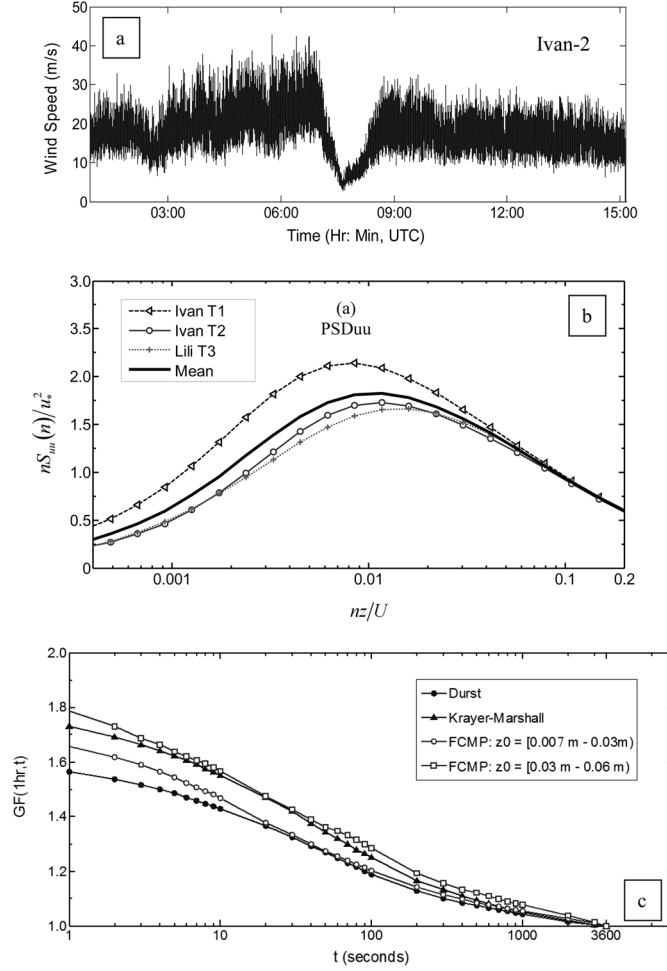 a
Ivan-2
50
40
30
20
10
0
Wind Speed (m/s)
03:00
06:00
09:00
12:00
15:00
Time (Hr: Min, UTC)
b
(a)
PSDuu
Ivan T1
Ivan T2
Lili T3
Mean
3.0
2.5
2.0
1.5
1.0
0.5
0
nS_uu(n)/u_*^2
0.001
0.01
0.1
0.2
nz/U
2.0
1.8
1.6
1.4
1.2
1.0
GF(1hr,t)
Durst
Krayer-Marshall
FCMP: z0 = [0.007 m - 0.03m)
FCMP: z0 = [0.03 m - 0.06 m)
c
1
10
100
1000
3600
t (seconds)